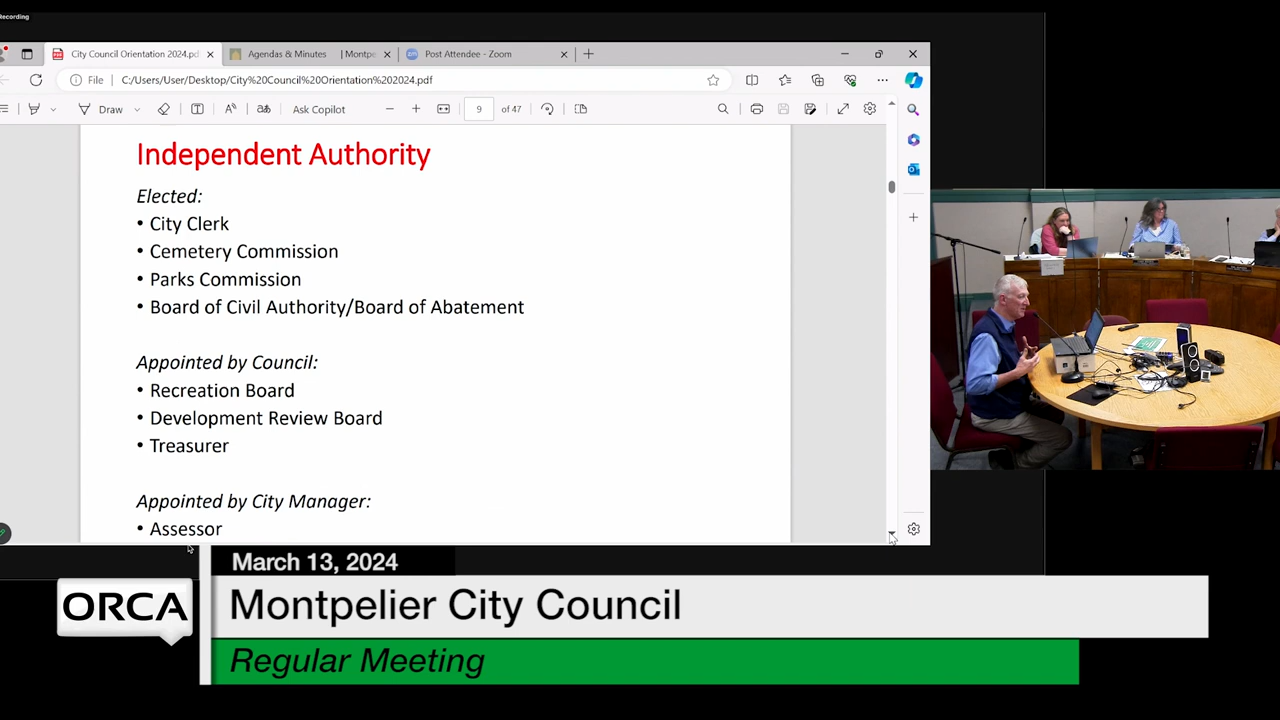 Recording
City Council Orientation 2024.pdf
Agendas & Minutes | Montpe
Post Attendee - Zoom
File
C:/Users/User/Desktop/City%20Council%20Orientation%202024.pdf
Draw
Ask Copilot
9 of 47
Independent Authority
Elected:
• City Clerk
• Cemetery Commission
• Parks Commission
• Board of Civil Authority/Board of Abatement
Appointed by Council:
• Recreation Board
• Development Review Board
• Treasurer
Appointed by City Manager:
• Assessor
March 13, 2024
ORCA
Montpelier City Council
Regular Meeting